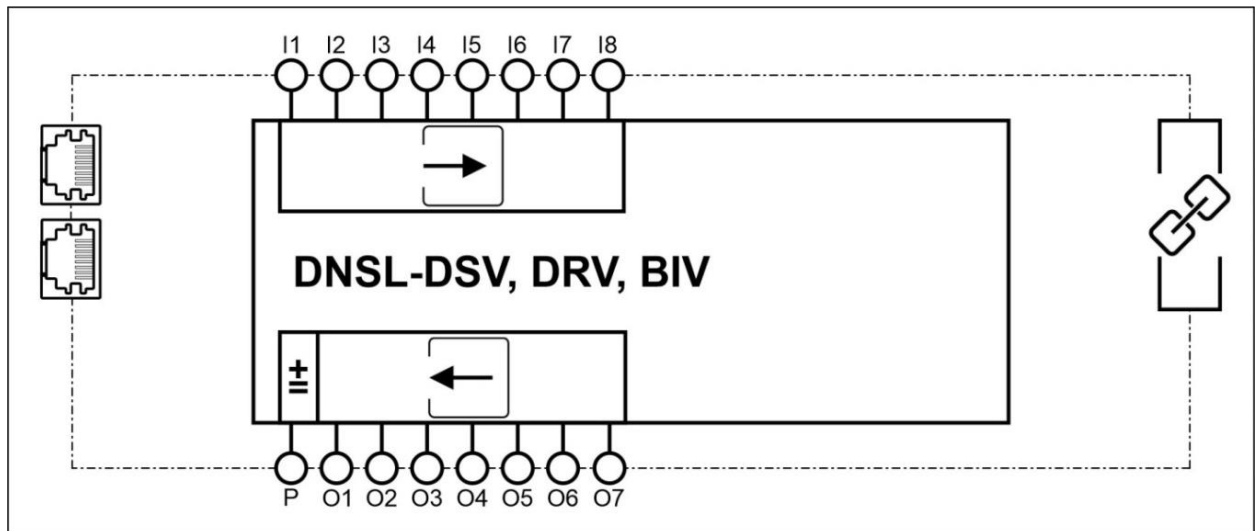 I1 I2 I3 I4 I5 I6 I7 I8
DNSL-DSV, DRV, BIV
P O1 O2 O3 O4 O5 O6 O7